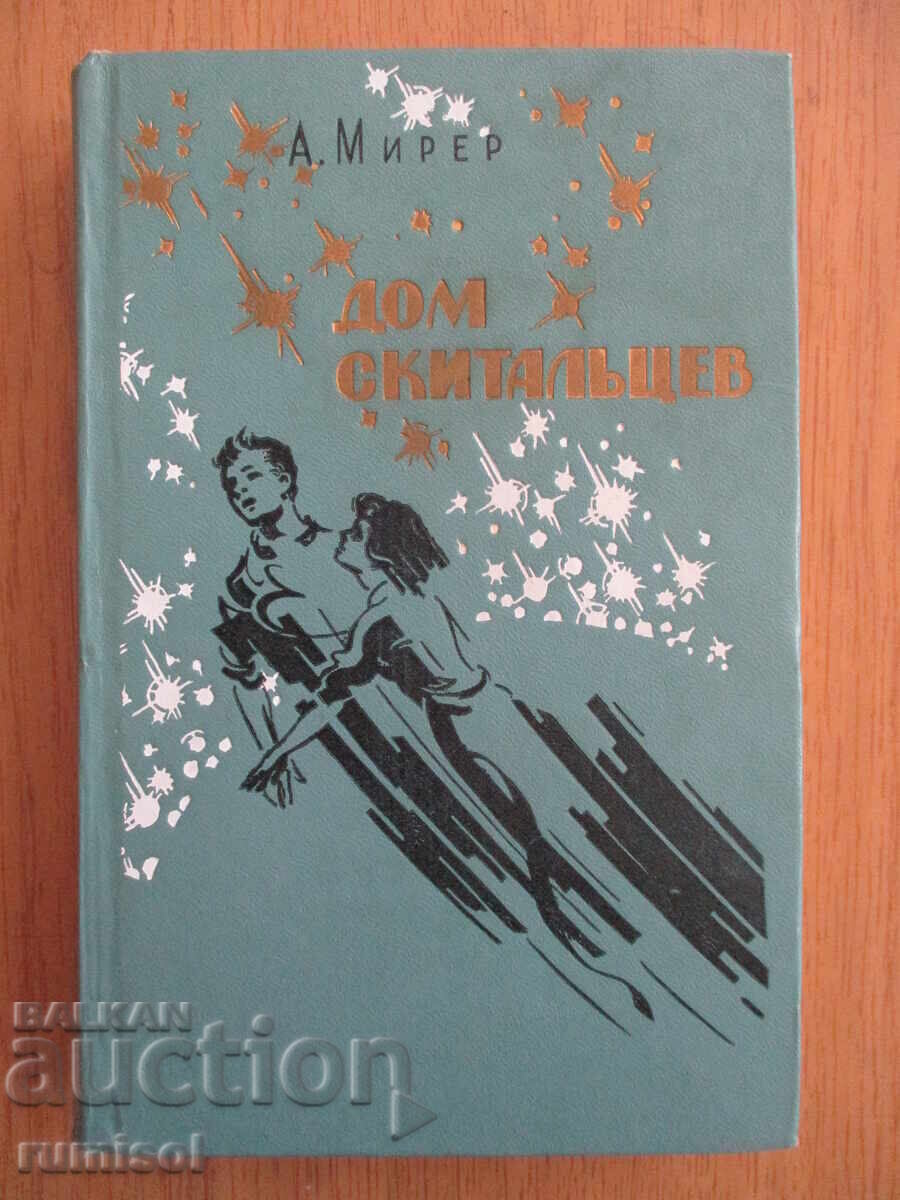 А. Мирер
ДОМ
СКИТАЛЬЦЕВ
BALKAN
auction
rumisol